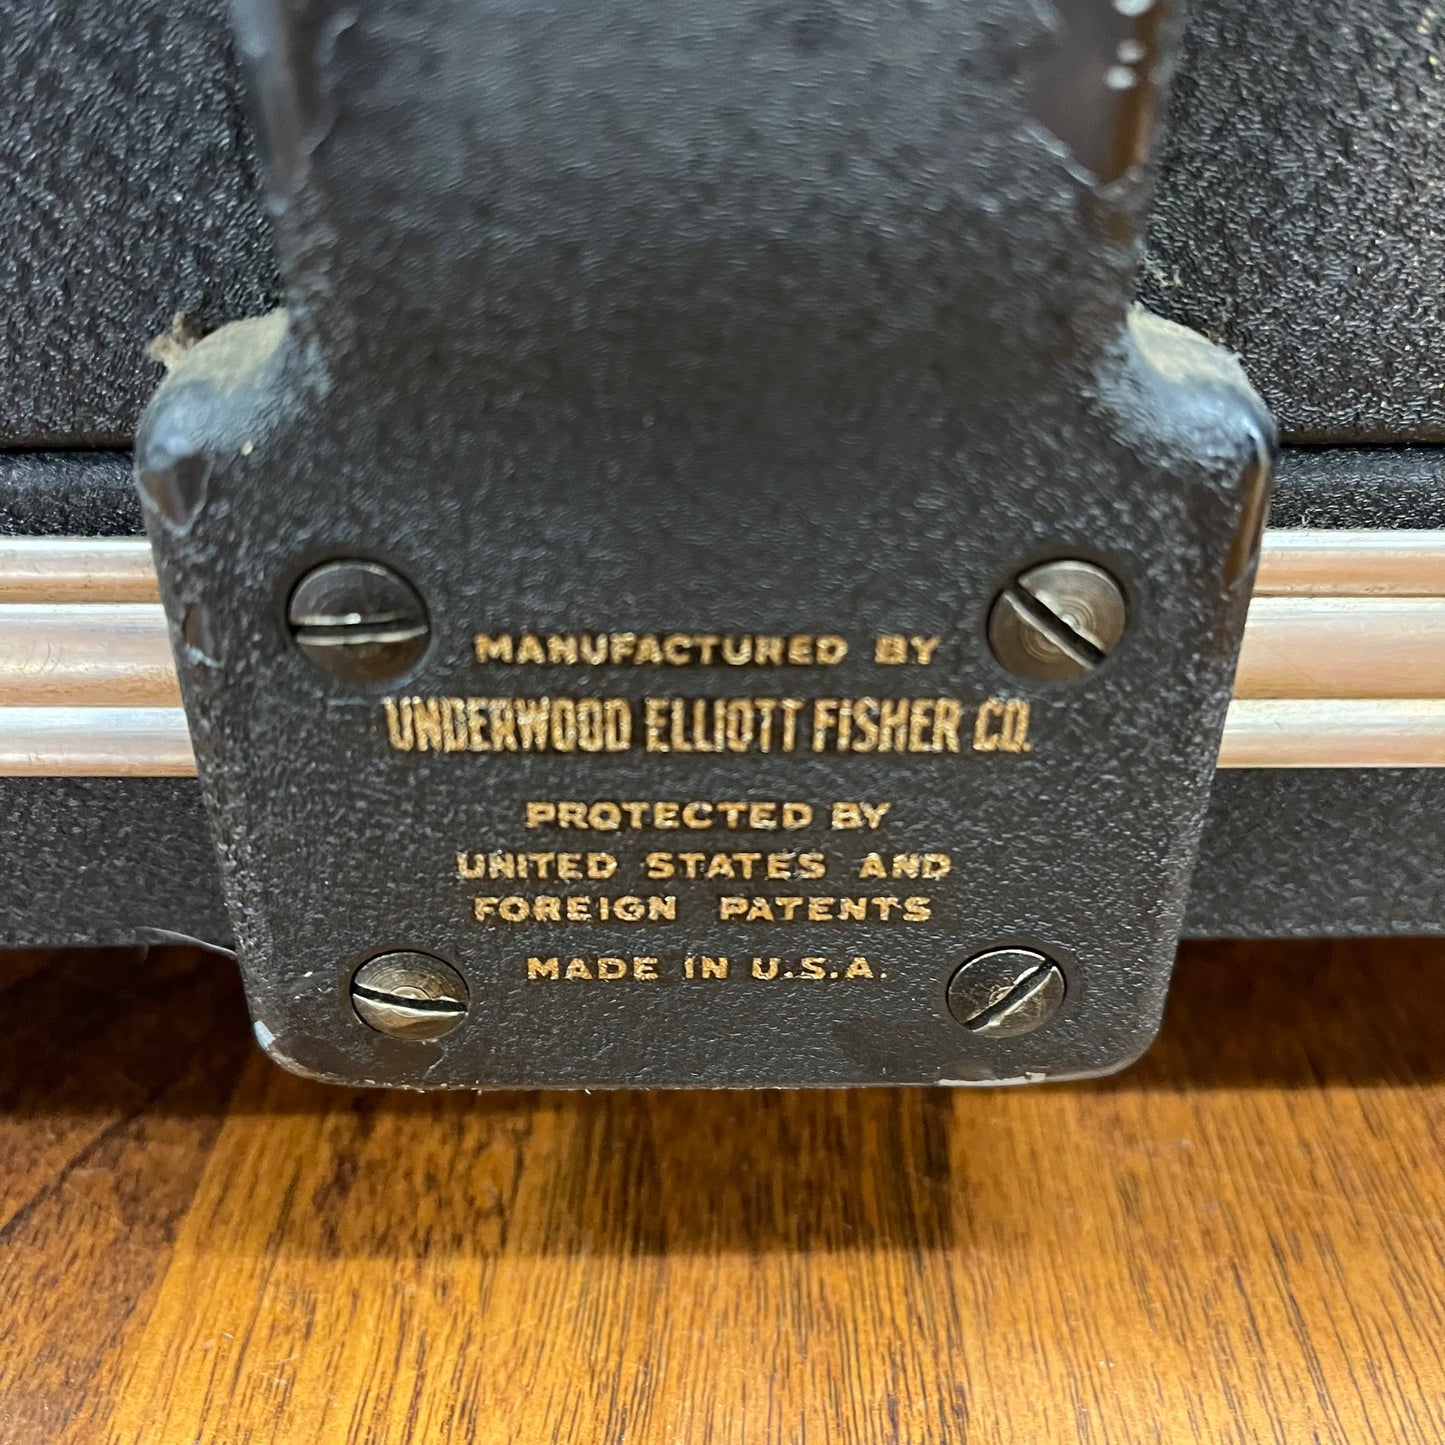 MANUFACTURED BY
UNDERWOOD ELLIOTT FISHER CO.
PROTECTED BY
UNITED STATES AND
FOREIGN PATENTS
MADE IN U.S.A.